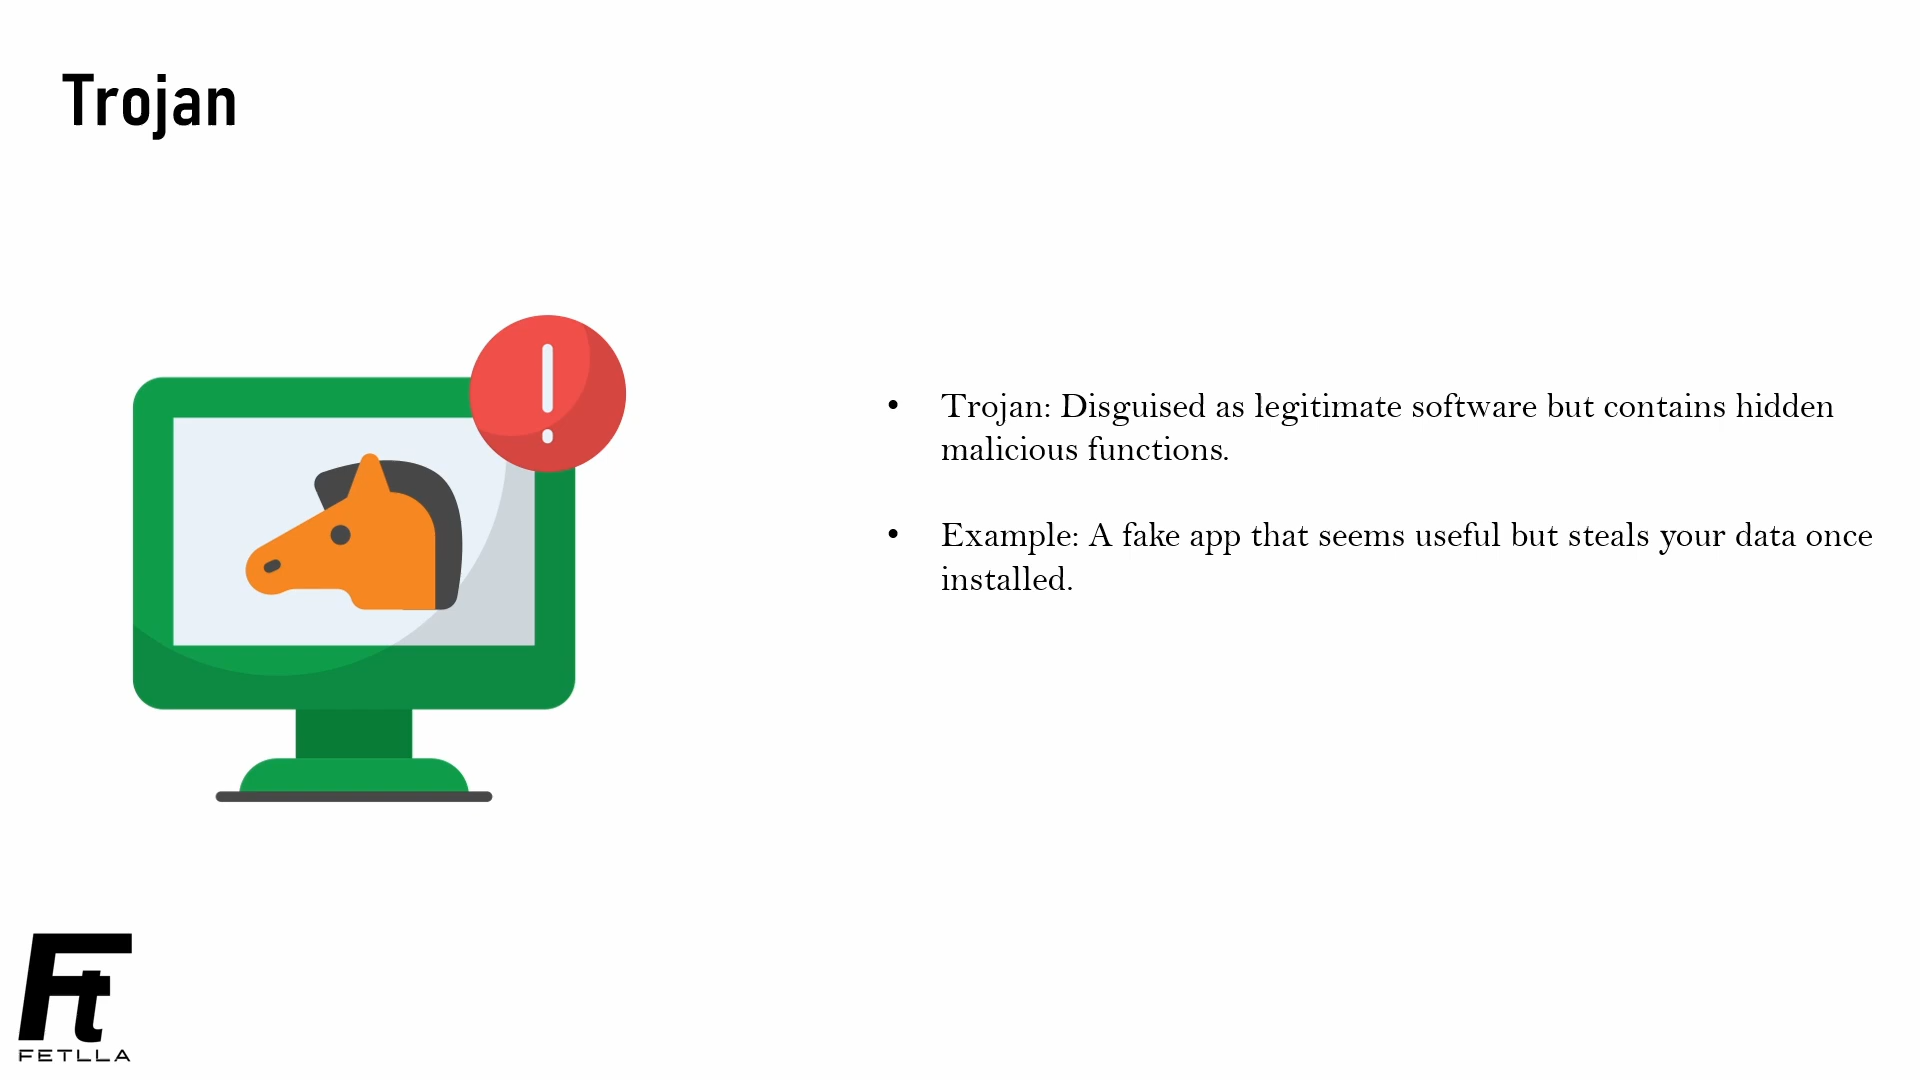 Trojan
• Trojan: Disguised as legitimate software but contains hidden
malicious functions.
• Example: A fake app that seems useful but steals your data once
installed.
Ft
FETLLA